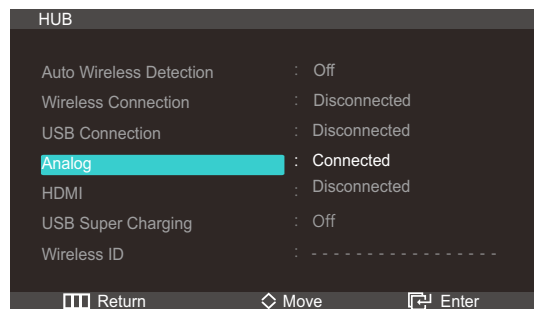 HUB
Auto Wireless Detection : Off
Wireless Connection : Disconnected
USB Connection : Disconnected
Analog : Connected
HDMI : Disconnected
USB Super Charging : Off
Wireless ID : - - - - - - - - - - - - - - - - -
Return Move Enter